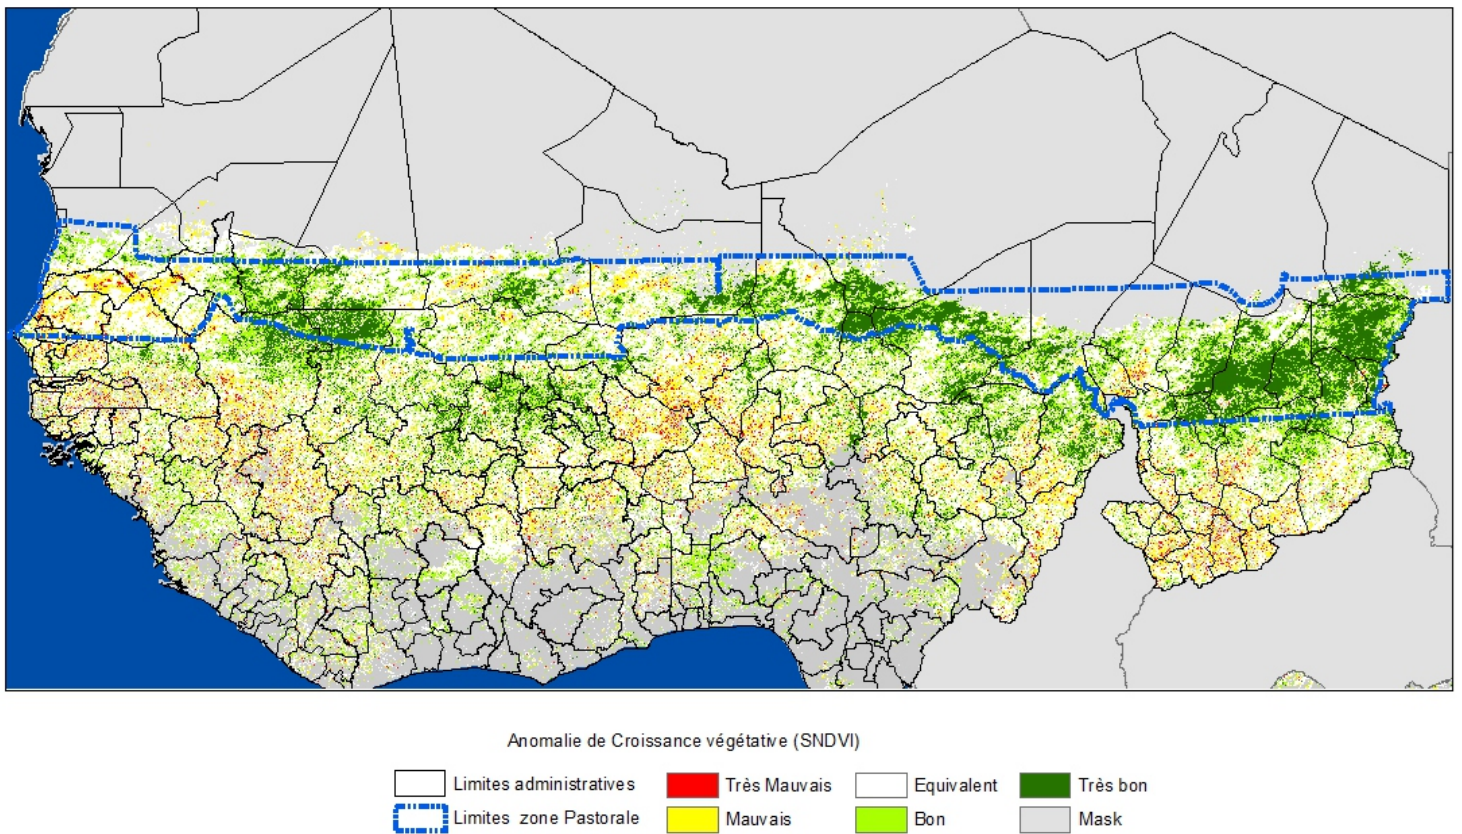 Anomalie de Croissance végétative (SNDVI)
Limites administratives
Très Mauvais
Equivalent
Très bon
Limites zone Pastorale
Mauvais
Bon
Mask